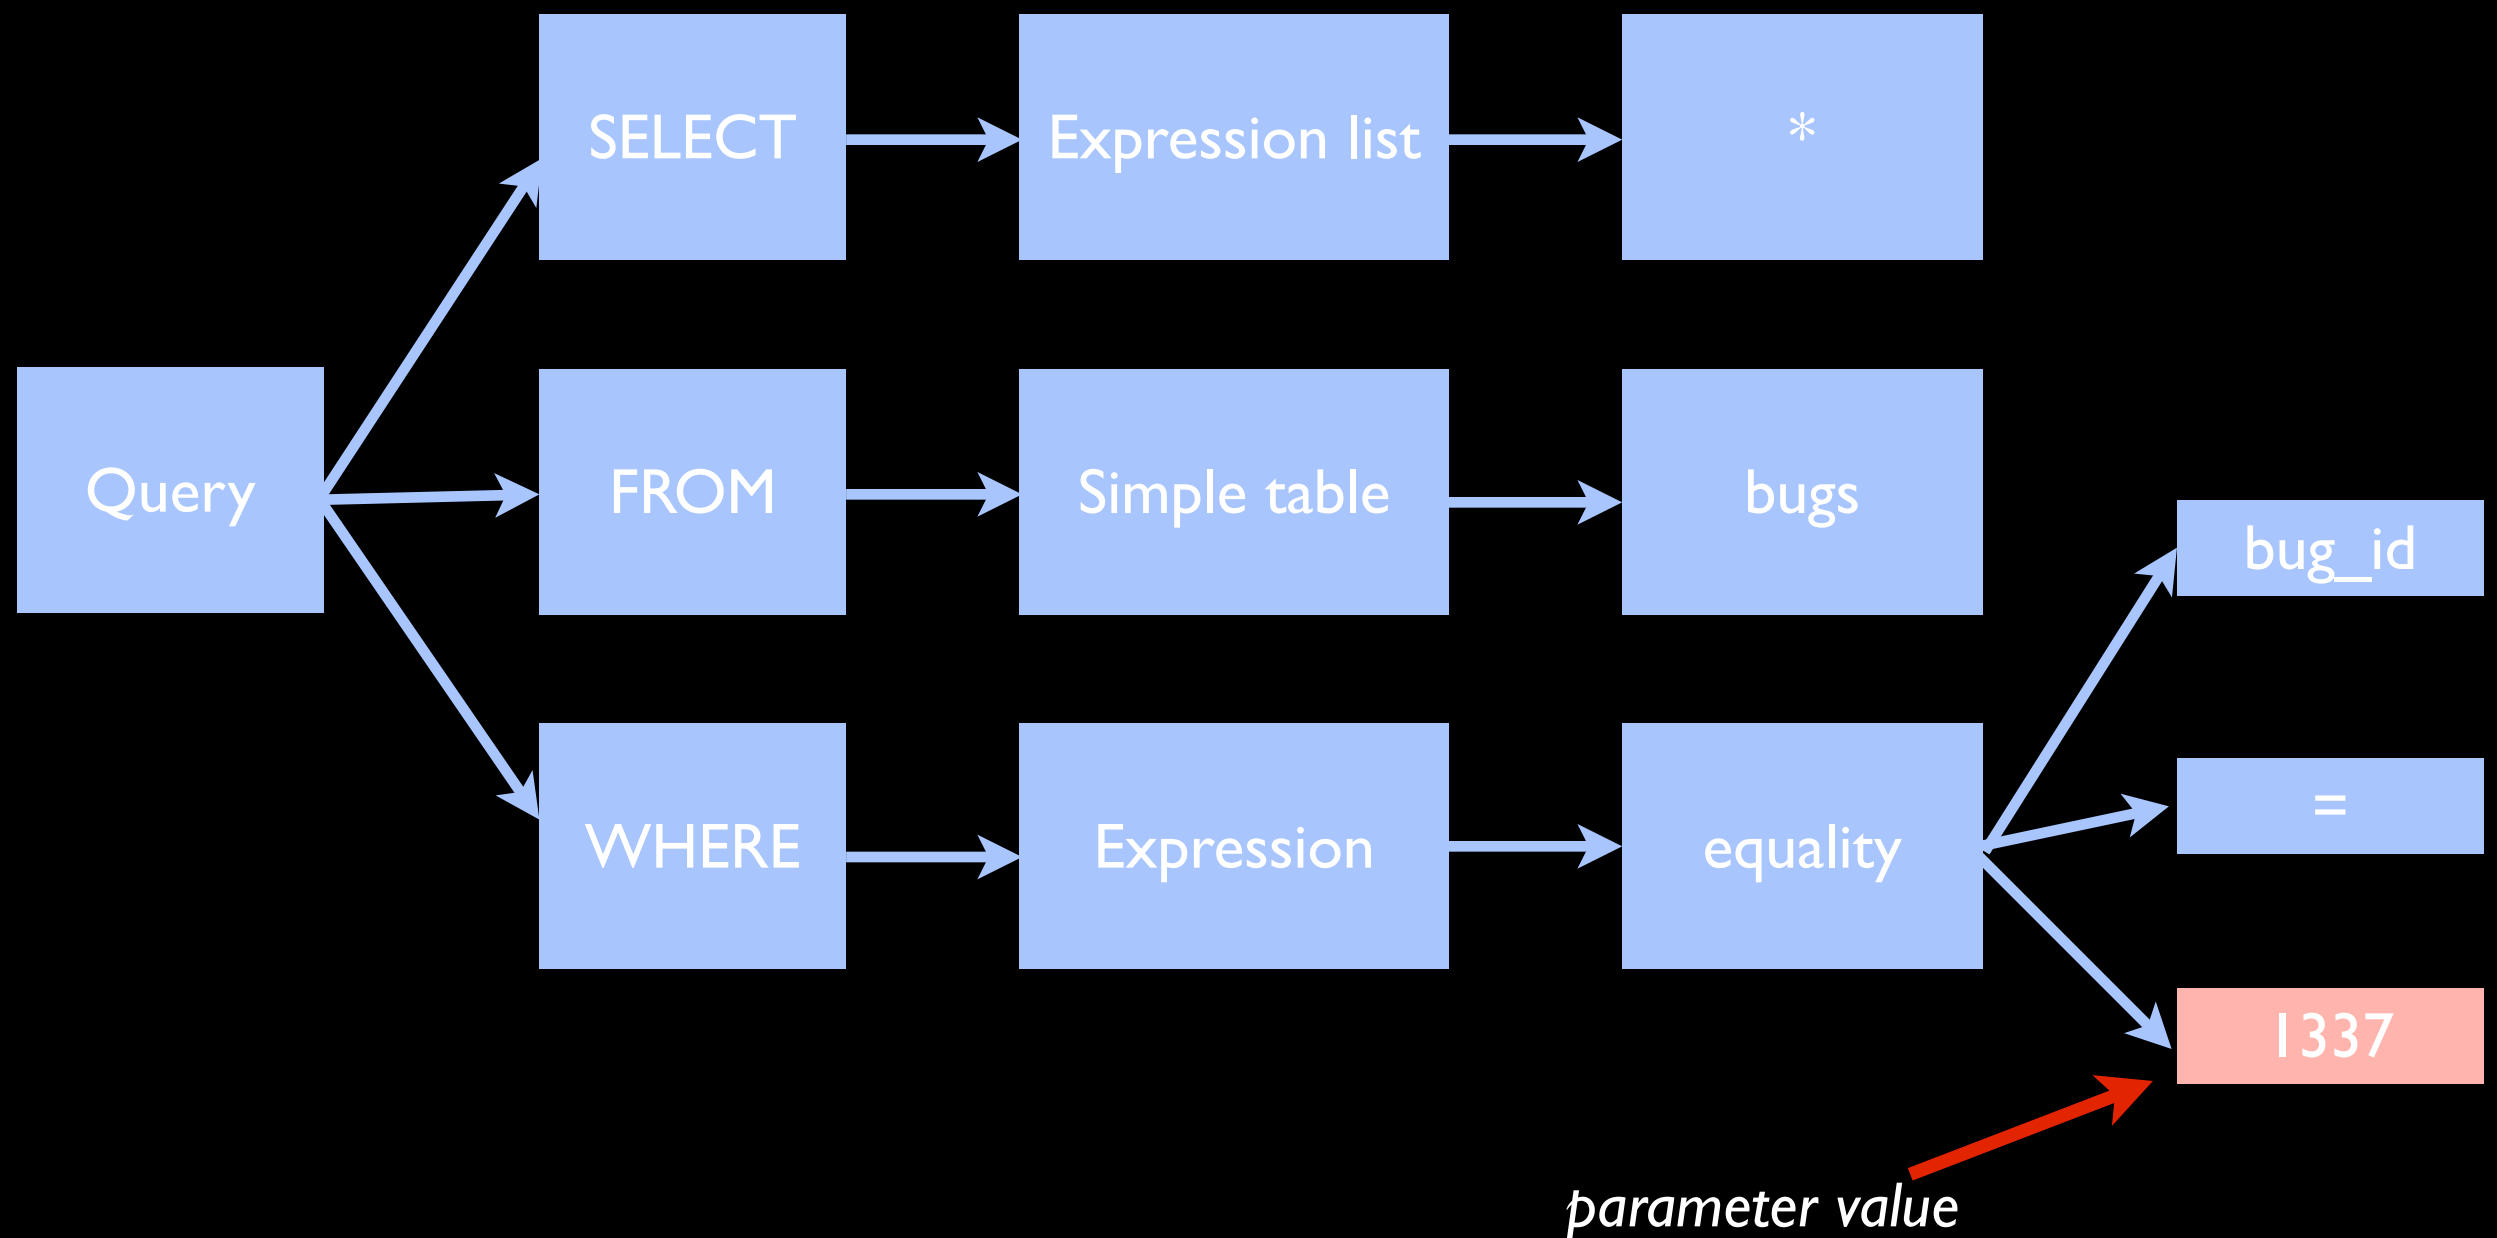 SELECT
Expression list
*
Query
FROM
Simple table
bugs
bug_id
WHERE
Expression
equality
=
1337
parameter value